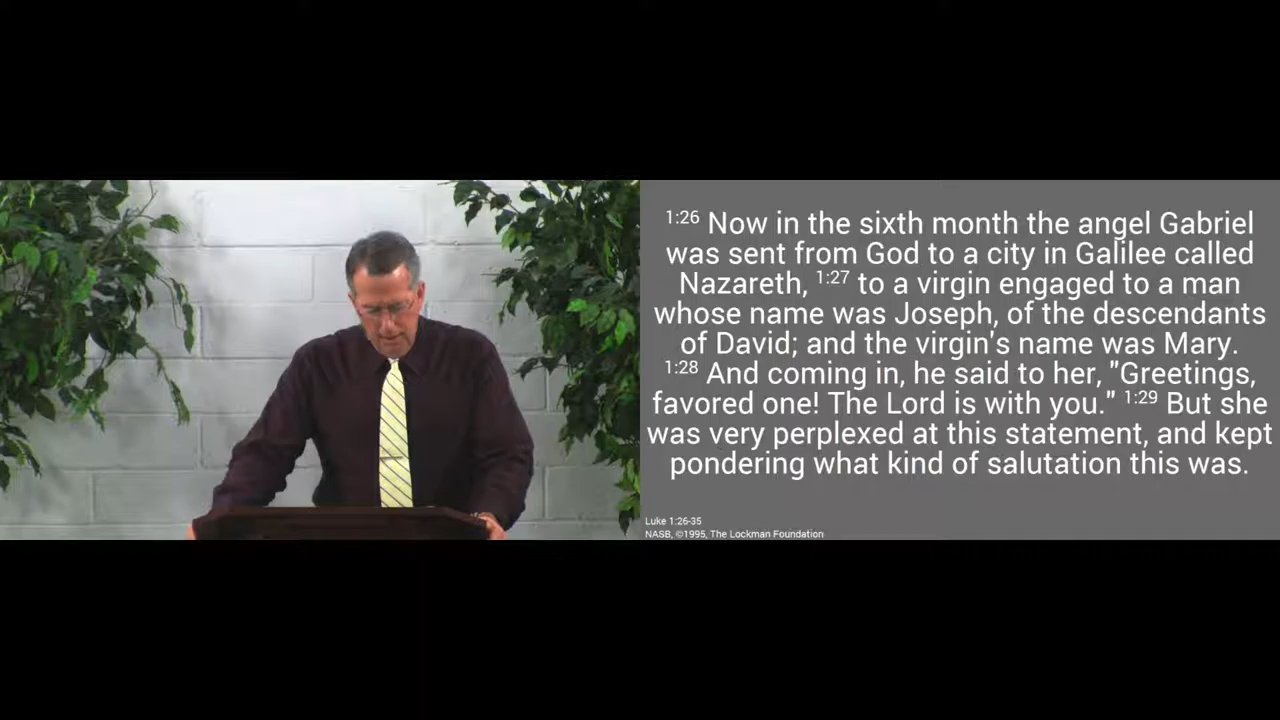 1:26 Now in the sixth month the angel Gabriel
was sent from God to a city in Galilee called
Nazareth, 1:27 to a virgin engaged to a man
whose name was Joseph, of the descendants
of David; and the virgin's name was Mary.
1:28 And coming in, he said to her, "Greetings,
favored one! The Lord is with you." 1:29 But she
was very perplexed at this statement, and kept
pondering what kind of salutation this was.
Luke 1:26-35
NASB, ©1995, The Lockman Foundation